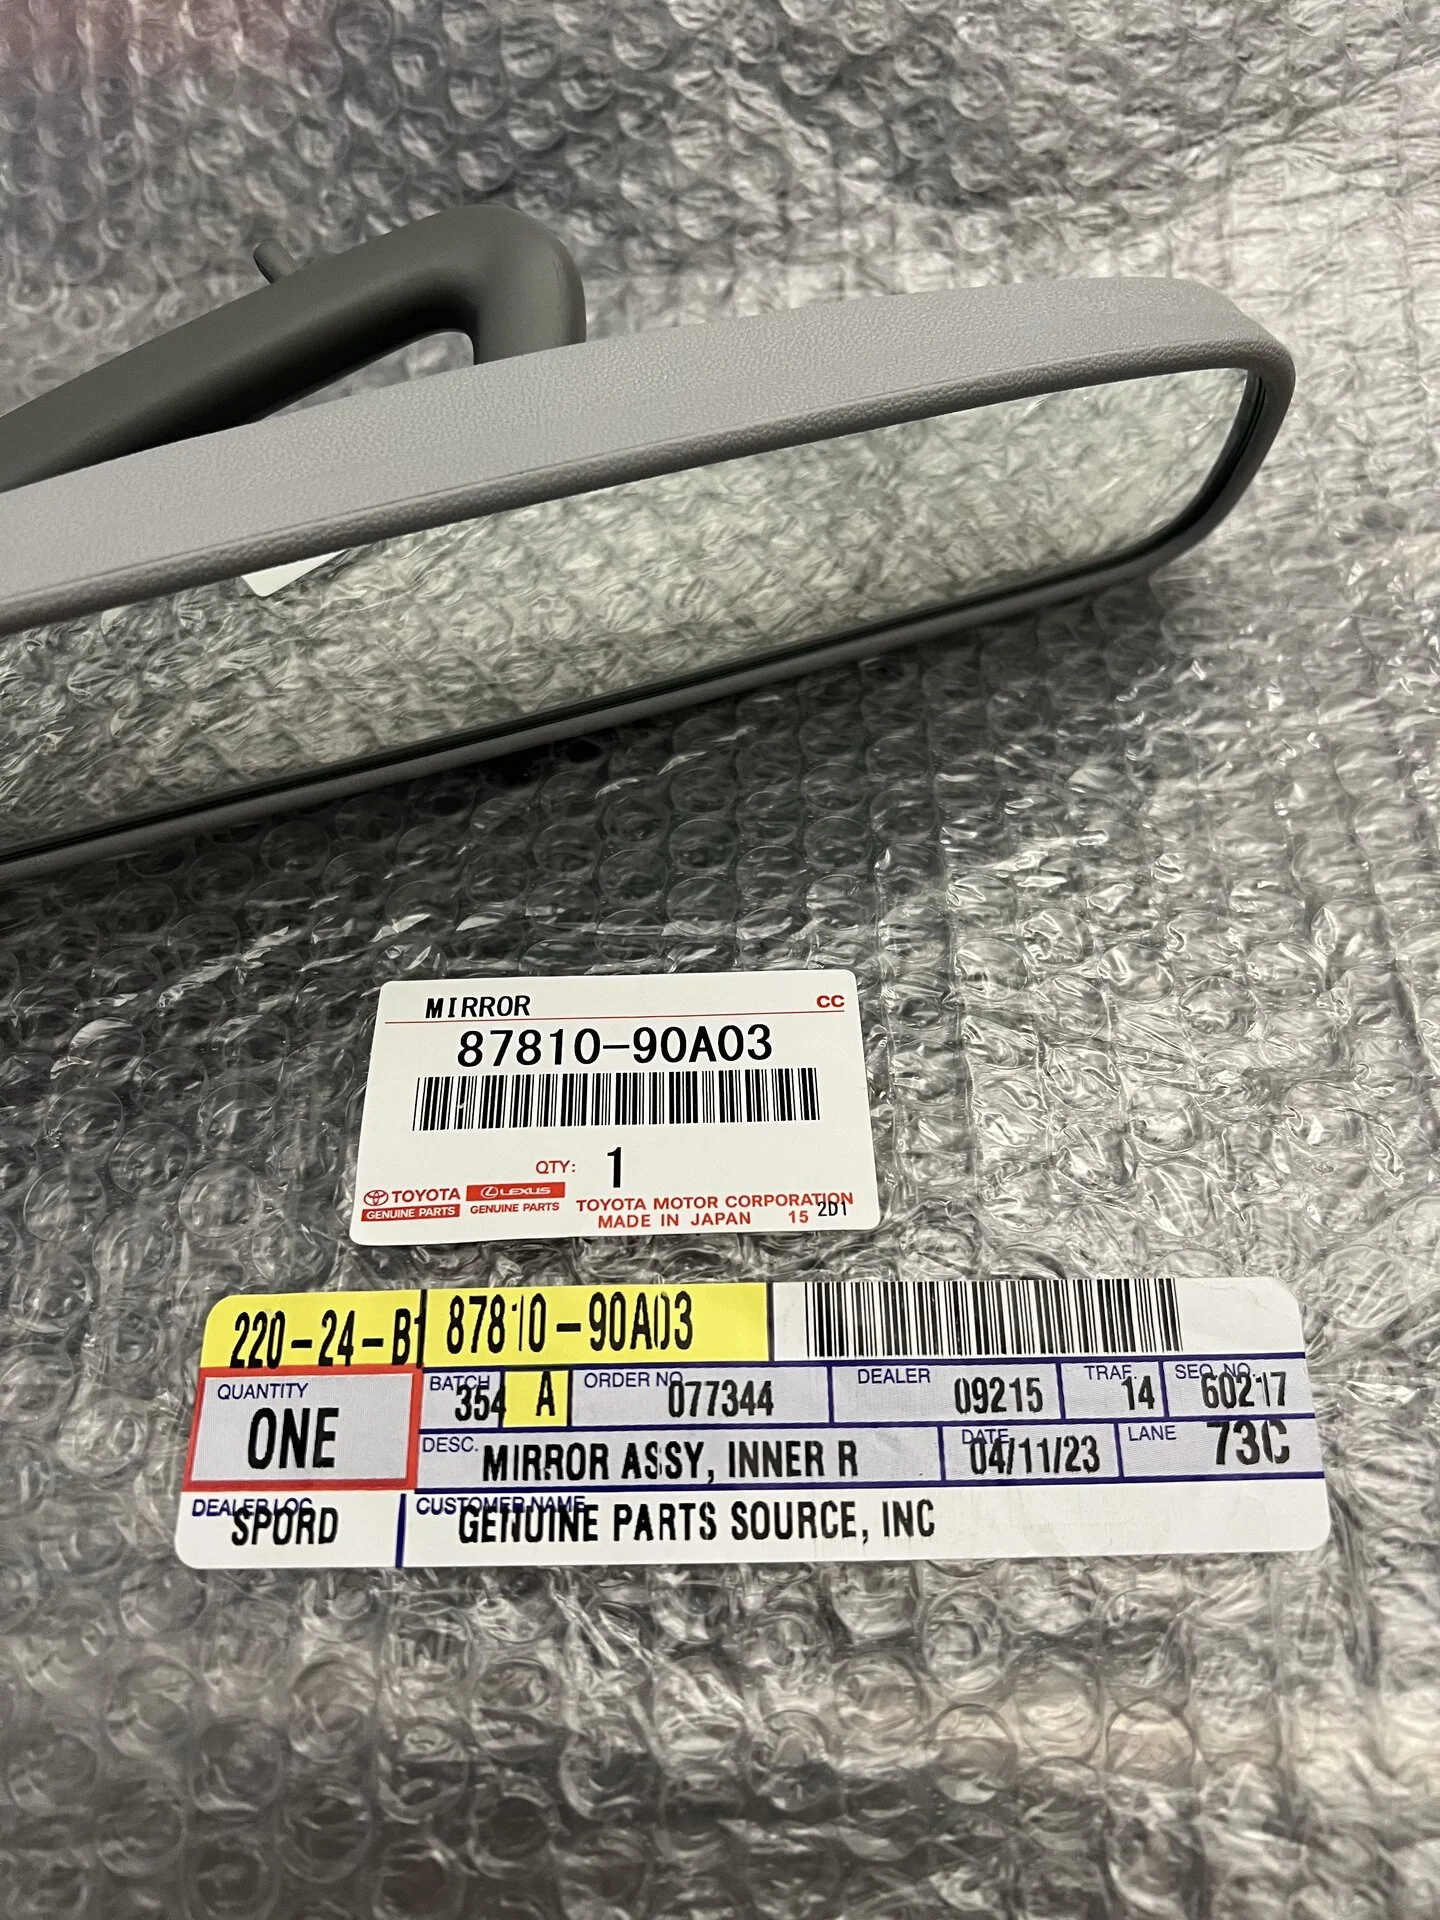 MIRROR CC
87810-90A03
QTY: 1
TOYOTA LEXUS TOYOTA MOTOR CORPORATION
GENUINE PARTS GENUINE PARTS MADE IN JAPAN 15 2D1
220-24-B1 87810-90A03
QUANTITY BATCH A ORDER NO. DEALER TRAF. SEQ. NO.
ONE 354 077344 09215 14 60217
DESC. MIRROR ASSY, INNER R DATE 04/11/23 LANE 73C
DEALER LOC CUSTOMER NAME
SPORD GENUINE PARTS SOURCE, INC